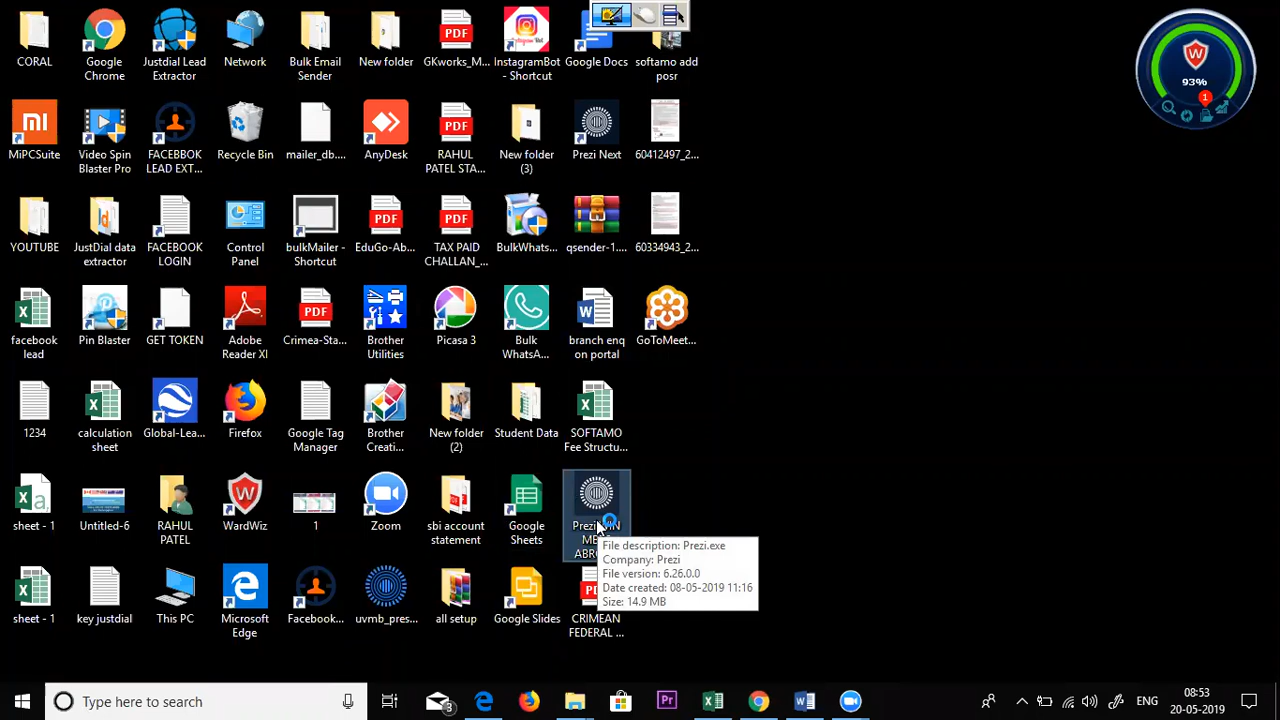 CORAL
Google
Chrome
Justdial Lead
Extractor
Network
Bulk Email
Sender
New folder
PDF
GKworks_M...
InstagramBot
- Shortcut
Google Docs
softamo add
posr
W
93%
1
MiPCSuite
Video Spin
Blaster Pro
FACEBBOK
LEAD EXT...
Recycle Bin
mailer_db....
AnyDesk
PDF
RAHUL
PATEL STA...
New folder
(3)
Prezi Next
60412497_2...
YOUTUBE
JustDial data
extractor
FACEBOOK
LOGIN
Control
Panel
bulkMailer -
Shortcut
PDF
EduGo-Ab...
PDF
TAX PAID
CHALLAN_...
BulkWhats...
qsender-1....
60334943_2...
facebook
lead
Pin Blaster
GET TOKEN
Adobe
Reader XI
PDF
Crimea-Sta...
Brother
Utilities
Picasa 3
Bulk
WhatsA...
branch enq
on portal
GoToMeet...
1234
calculation
sheet
Global-Lea...
Firefox
Google Tag
Manager
Brother
Creati...
New folder
(2)
Student Data
SOFTAMO
Fee Structu...
sheet - 1
Untitled-6
RAHUL
PATEL
WardWiz
1
Zoom
sbi account
statement
Google
Sheets
File description: Prezi.exe
Company: Prezi
File version: 6.26.0.0
Date created: 08-05-2019 11:16
Size: 14.9 MB
sheet - 1
key justdial
This PC
Microsoft
Edge
Facebook...
uvmb_pres...
all setup
Google Slides
CRIMEAN
FEDERAL ...
Type here to search
3
Pr
ENG
08:53
20-05-2019